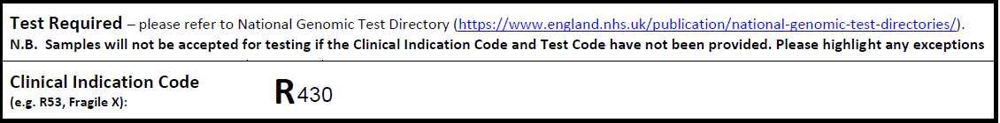 Test Required – please refer to National Genomic Test Directory (https://www.england.nhs.uk/publication/national-genomic-test-directories/).
N.B. Samples will not be accepted for testing if the Clinical Indication Code and Test Code have not been provided. Please highlight any exceptions
Clinical Indication Code R430
(e.g. R53, Fragile X):